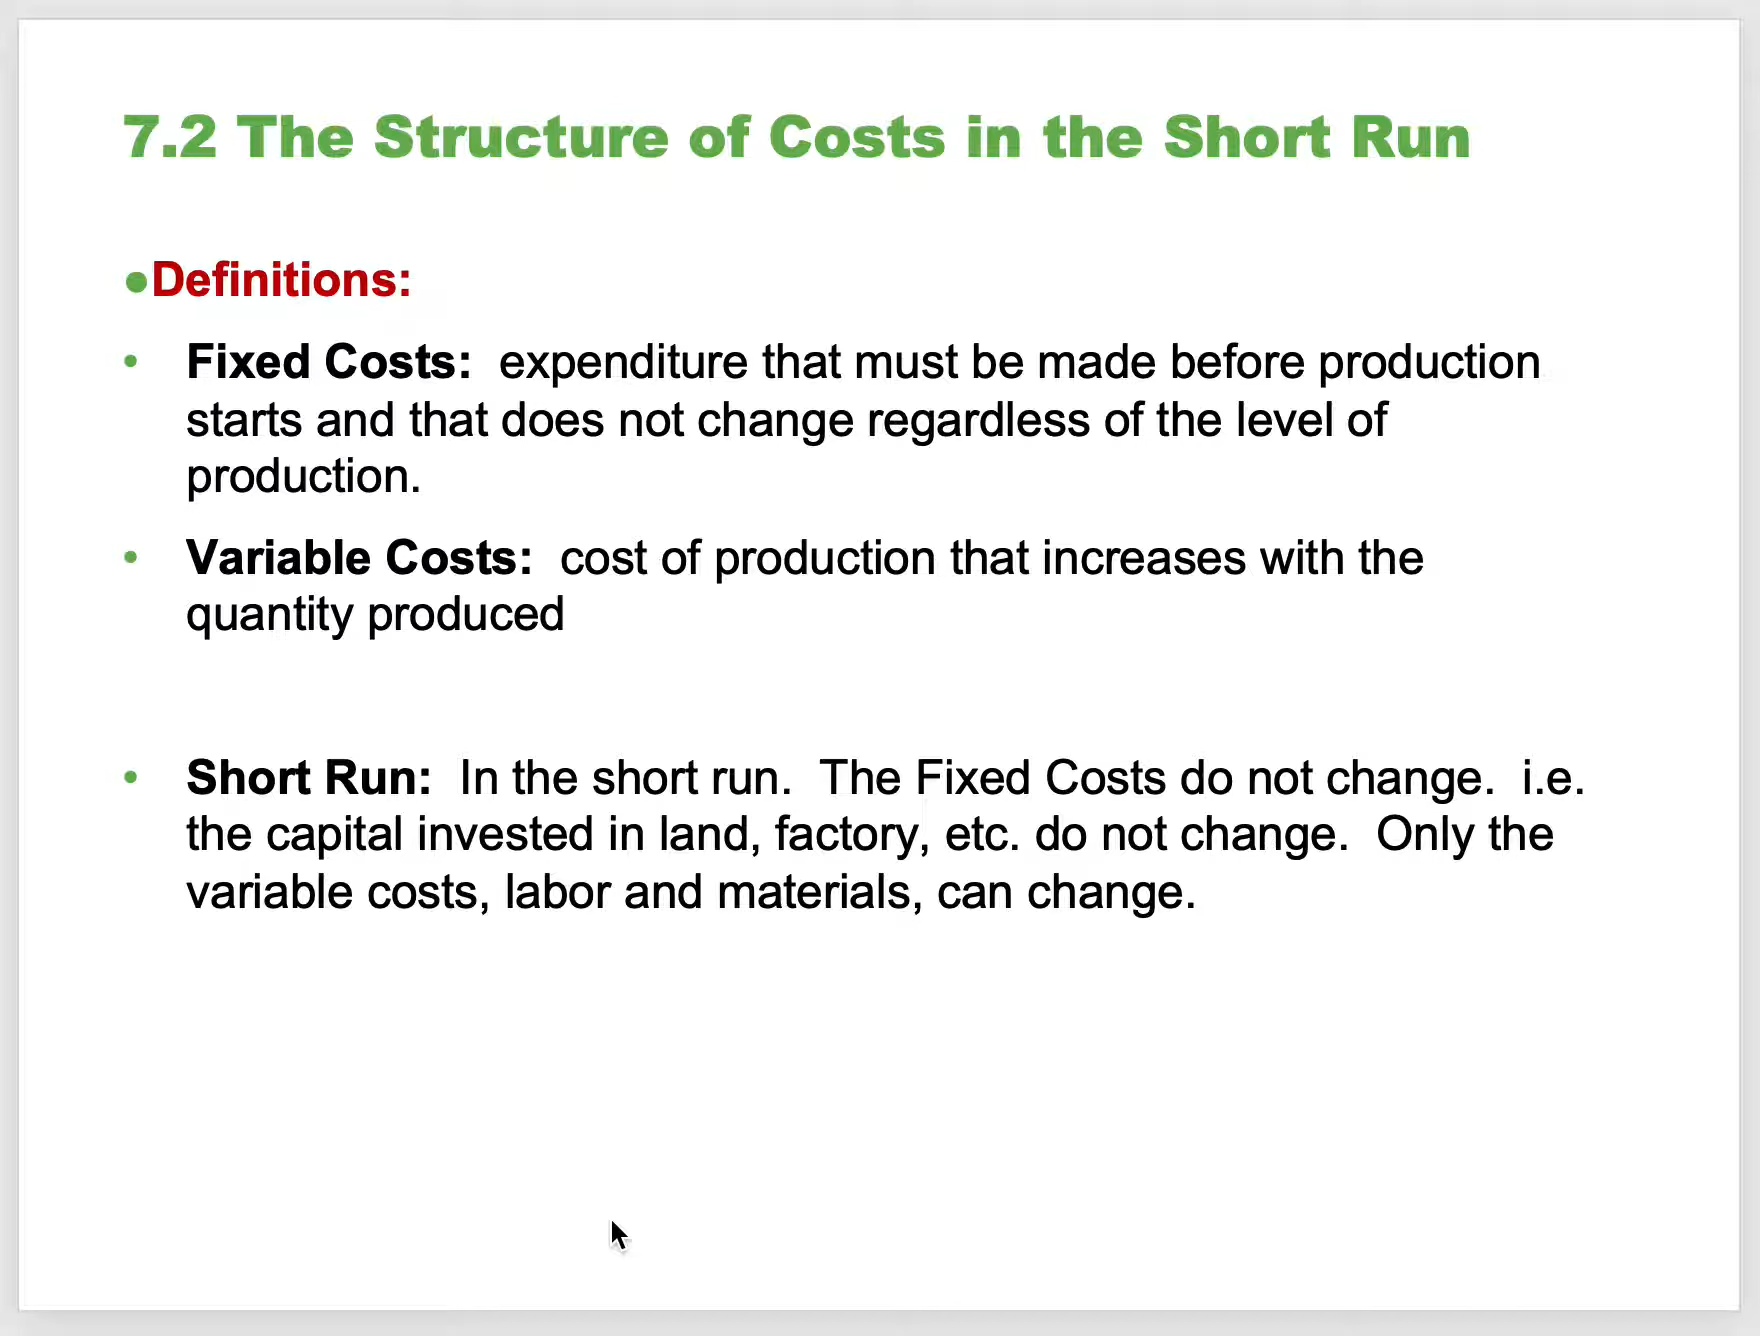 7.2 The Structure of Costs in the Short Run
●Definitions:
• Fixed Costs:  expenditure that must be made before production
starts and that does not change regardless of the level of
production.
• Variable Costs:  cost of production that increases with the
quantity produced
• Short Run:  In the short run.  The Fixed Costs do not change.  i.e.
the capital invested in land, factory, etc. do not change.  Only the
variable costs, labor and materials, can change.